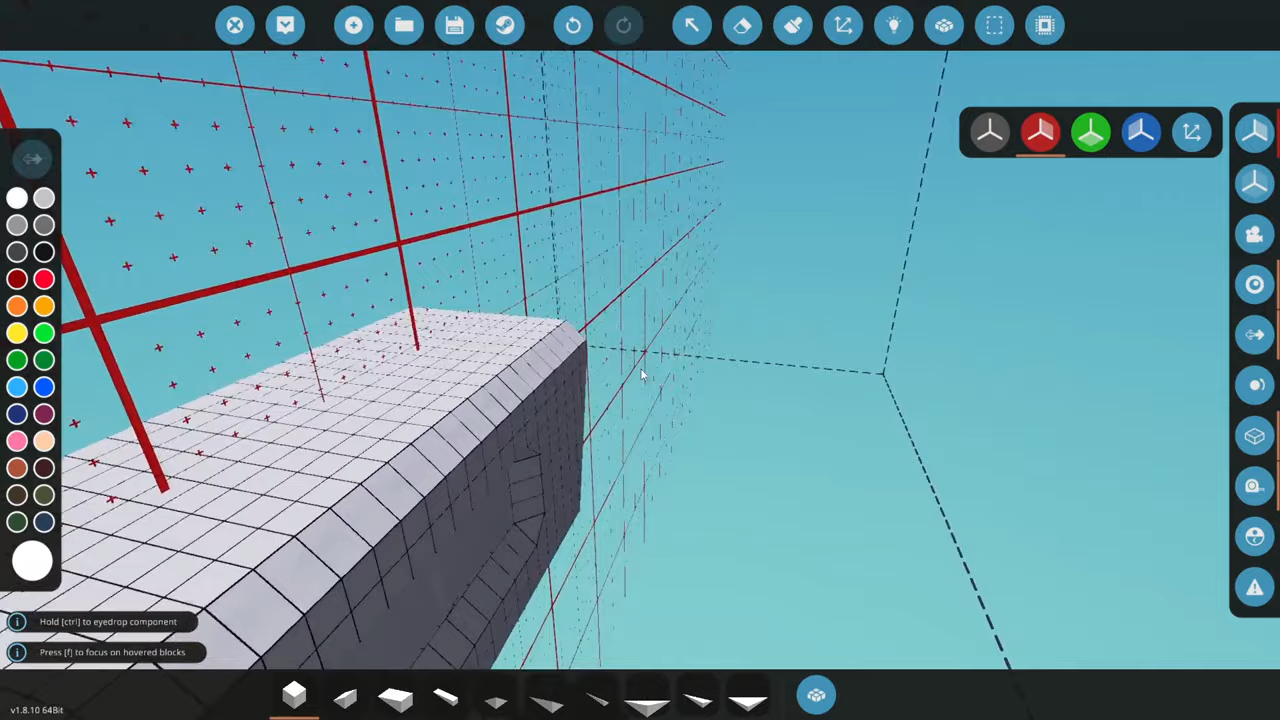 Hold [ctrl] to eyedrop component
Press [f] to focus on hovered blocks
v1.8.10 64Bit